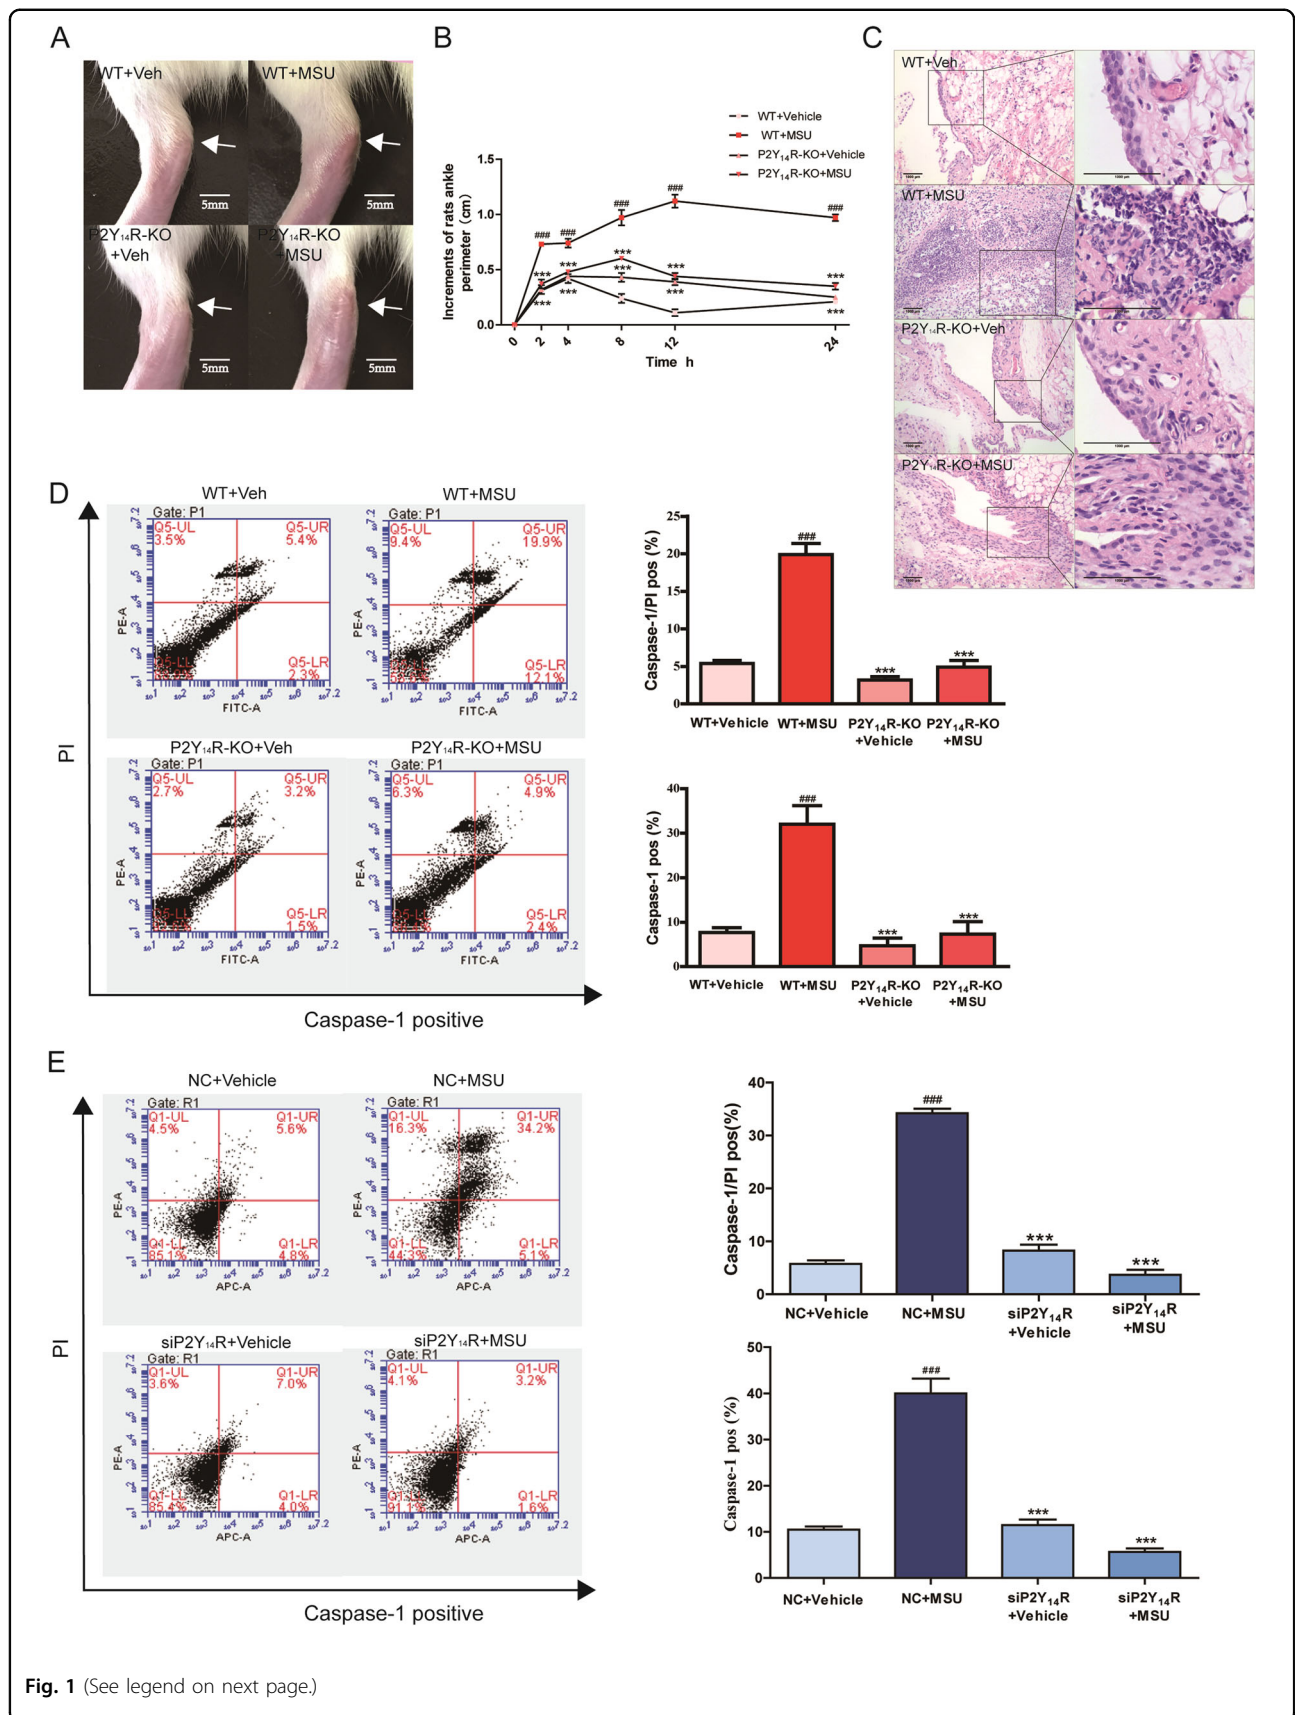 A
WT+Veh
WT+MSU
5mm
5mm
P2Y₁₄R-KO
+Veh
P2Y₁₄R-KO
+MSU
5mm
5mm
B
WT+Vehicle
WT+MSU
P2Y₁₄R-KO+Vehicle
P2Y₁₄R-KO+MSU
Increments of rats ankle
perimeter (cm)
1.5
1.0
0.5
0.0
###
###
###
###
###
***
***
***
***
***
***
***
***
***
***
0
2
4
8
12
24
Time h
C
WT+Veh
WT+MSU
P2Y₁₄R-KO+Veh
P2Y₁₄R-KO+MSU
D
PI
WT+Veh
Gate: P1
Q5-UL
3.5%
Q5-UR
5.4%
Q5-LR
2.3%
PE-A
FITC-A
WT+MSU
Gate: P1
Q5-UL
9.4%
Q5-UR
19.9%
Q5-LR
12.1%
PE-A
FITC-A
P2Y₁₄R-KO+Veh
Gate: P1
Q5-UL
2.7%
Q5-UR
3.2%
Q5-LR
1.5%
PE-A
FITC-A
P2Y₁₄R-KO+MSU
Gate: P1
Q5-UL
6.3%
Q5-UR
4.9%
Q5-LR
2.4%
PE-A
FITC-A
Caspase-1 positive
Caspase-1/PI pos (%)
25
20
15
10
5
0
###
***
***
WT+Vehicle
WT+MSU
P2Y₁₄R-KO
+Vehicle
P2Y₁₄R-KO
+MSU
Caspase-1 pos (%)
40
30
20
10
0
###
***
***
WT+Vehicle
WT+MSU
P2Y₁₄R-KO
+Vehicle
P2Y₁₄R-KO
+MSU
E
PI
NC+Vehicle
Gate: R1
Q1-UL
4.5%
Q1-UR
5.6%
Q1-LL
85.1%
Q1-LR
4.8%
PE-A
APC-A
NC+MSU
Gate: R1
Q1-UL
16.3%
Q1-UR
34.2%
Q1-LL
44.3%
Q1-LR
5.1%
PE-A
APC-A
siP2Y₁₄R+Vehicle
Gate: R1
Q1-UL
3.6%
Q1-UR
7.0%
Q1-LL
85.4%
Q1-LR
4.0%
PE-A
APC-A
siP2Y₁₄R+MSU
Gate: R1
Q1-UL
4.1%
Q1-UR
3.2%
Q1-LL
91.1%
Q1-LR
1.6%
PE-A
APC-A
Caspase-1 positive
Caspase-1/PI pos(%)
40
30
20
10
0
###
***
***
NC+Vehicle
NC+MSU
siP2Y₁₄R
+Vehicle
siP2Y₁₄R
+MSU
Caspase-1 pos (%)
50
40
30
20
10
0
###
***
***
NC+Vehicle
NC+MSU
siP2Y₁₄R
+Vehicle
siP2Y₁₄R
+MSU
Fig. 1 (See legend on next page.)